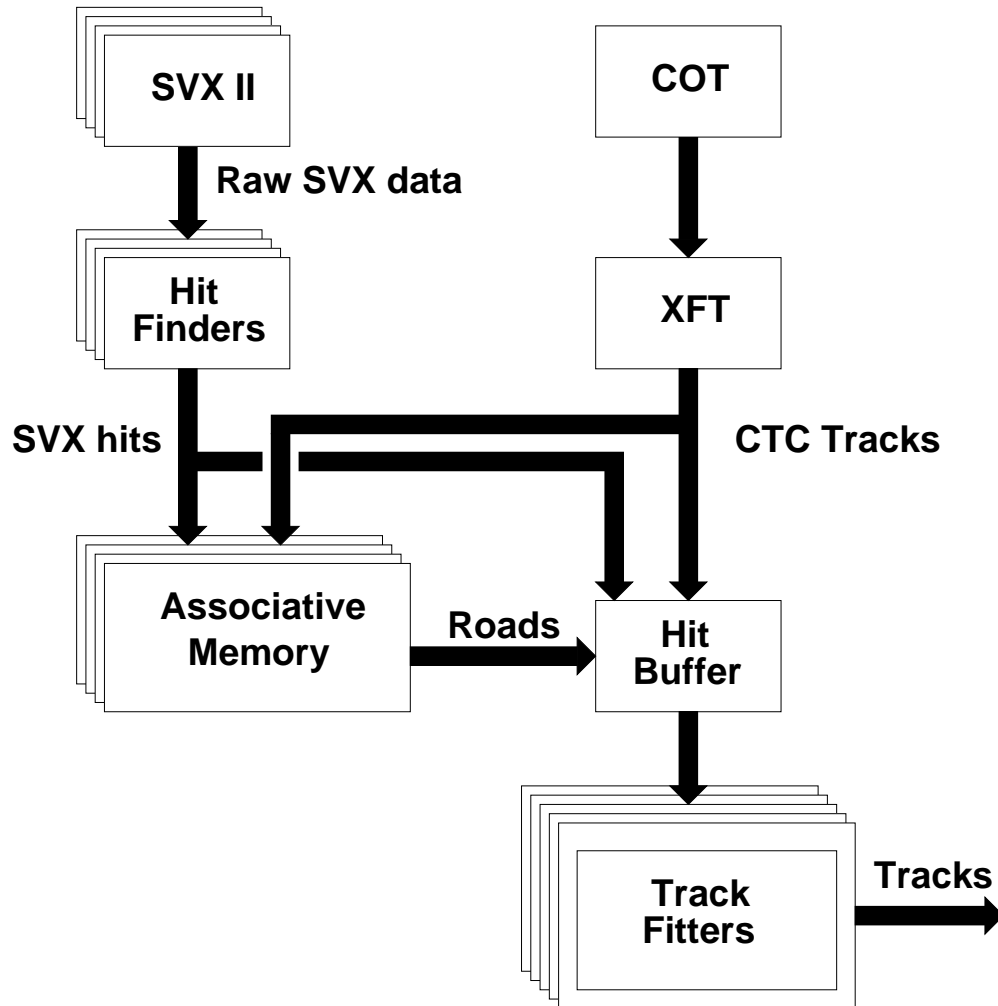 SVX II
COT
Raw SVX data
Hit
Finders
XFT
SVX hits
CTC Tracks
Associative
Memory
Roads
Hit
Buffer
Track
Fitters
Tracks